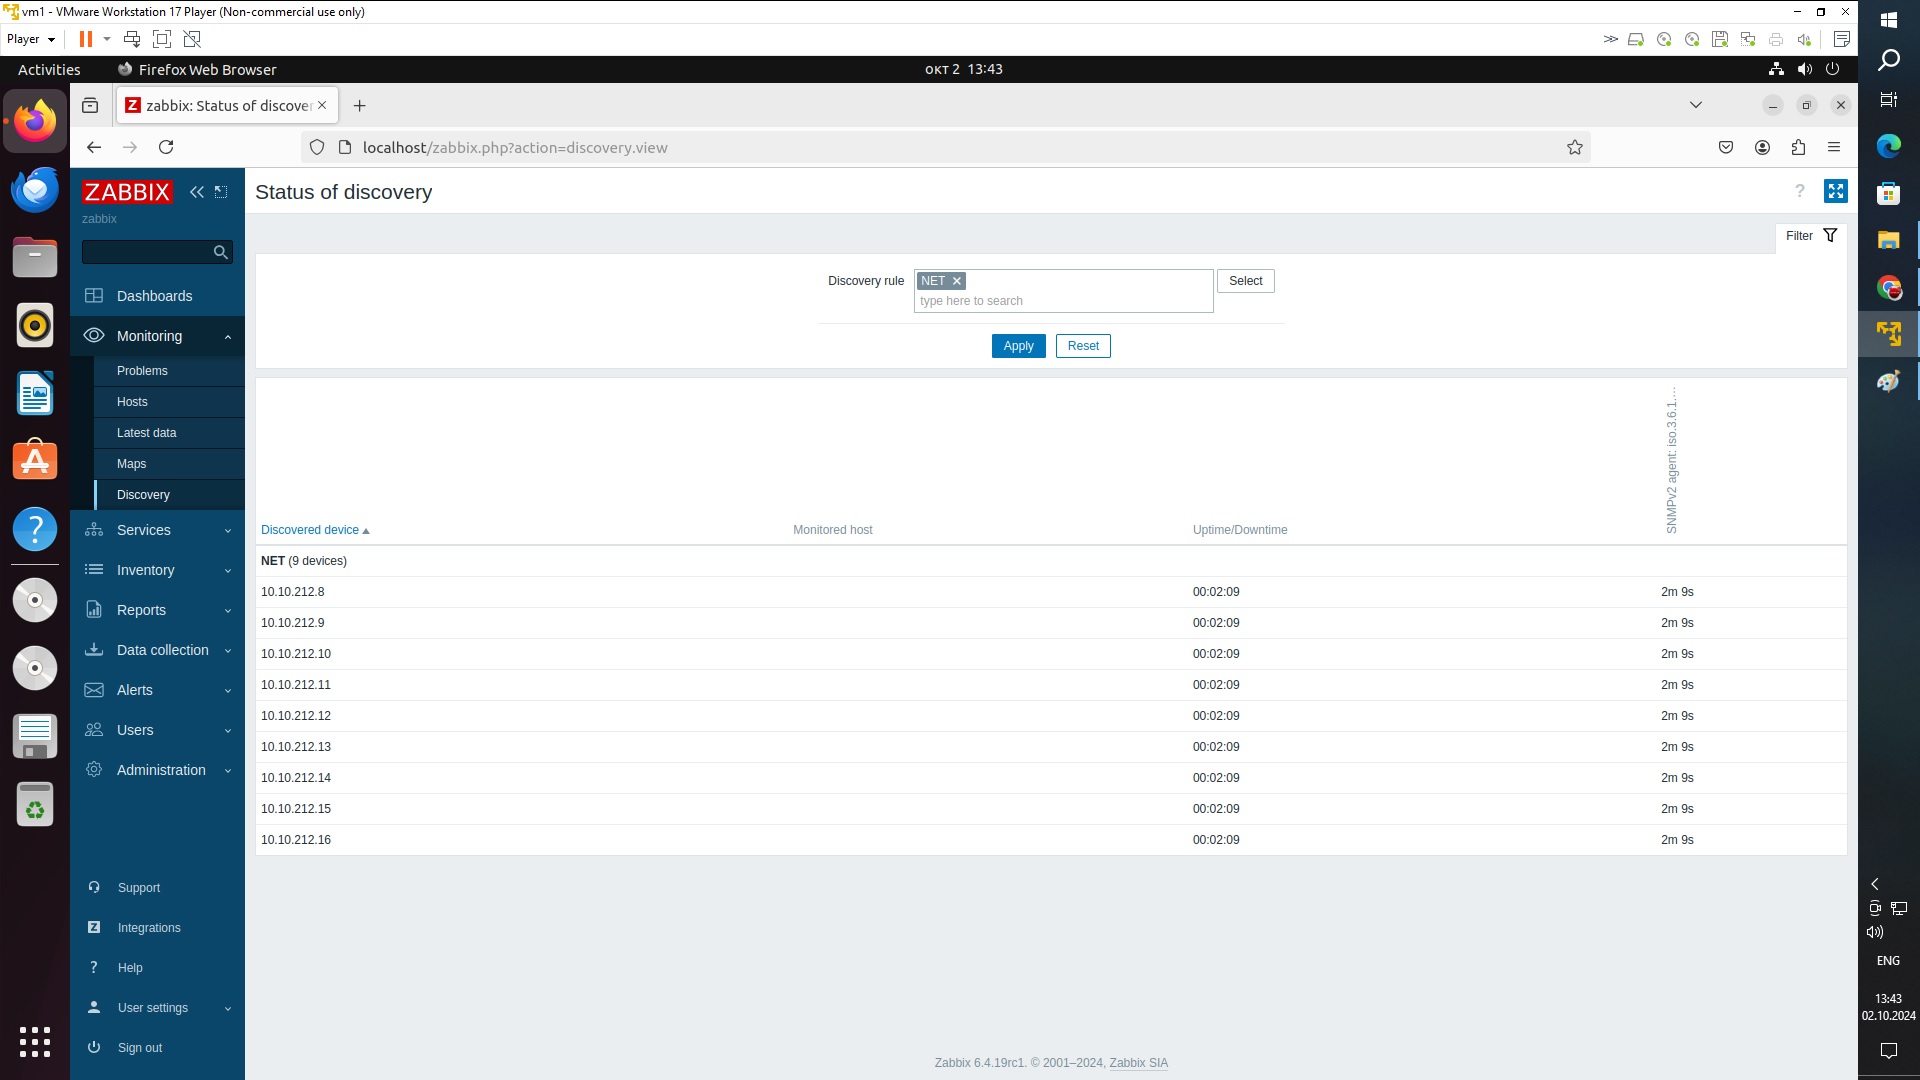 vm1 - VMware Workstation 17 Player (Non-commercial use only)
Player
Activities
Firefox Web Browser
окт 2 13:43
zabbix: Status of discover
localhost/zabbix.php?action=discovery.view
ZABBIX
zabbix
Dashboards
Monitoring
Problems
Hosts
Latest data
Maps
Discovery
Services
Inventory
Reports
Data collection
Alerts
Users
Administration
Support
Integrations
Help
User settings
Sign out
Status of discovery
?
Filter
Discovery rule
NET
type here to search
Select
Apply
Reset
Discovered device
Monitored host
Uptime/Downtime
SNMPv2 agent: iso.3.6.1.…
NET (9 devices)
10.10.212.8 00:02:09 2m 9s
10.10.212.9 00:02:09 2m 9s
10.10.212.10 00:02:09 2m 9s
10.10.212.11 00:02:09 2m 9s
10.10.212.12 00:02:09 2m 9s
10.10.212.13 00:02:09 2m 9s
10.10.212.14 00:02:09 2m 9s
10.10.212.15 00:02:09 2m 9s
10.10.212.16 00:02:09 2m 9s
Zabbix 6.4.19rc1. © 2001–2024, Zabbix SIA
ENG
13:43
02.10.2024